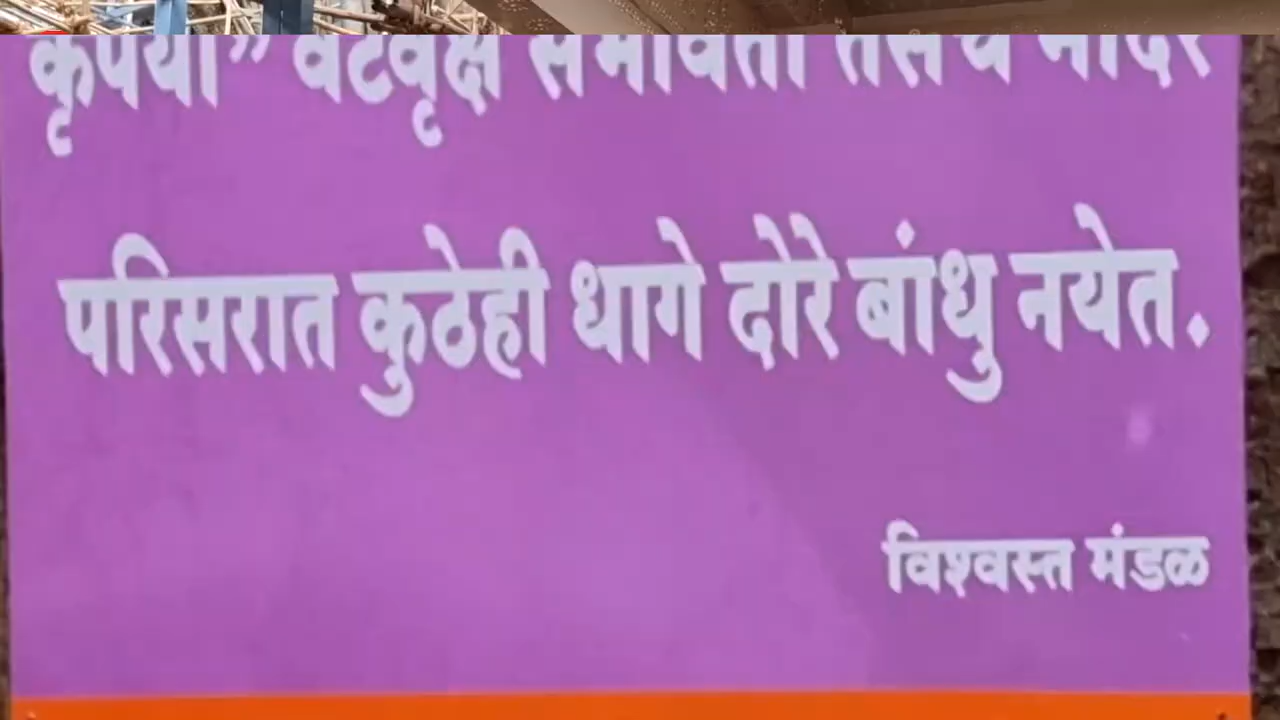 कृपया” वटवृक्ष सभोवती तसेच मंदिर
परिसरात कुठेही धागे दोरे बांधु नयेत.
विश्वस्त मंडळ